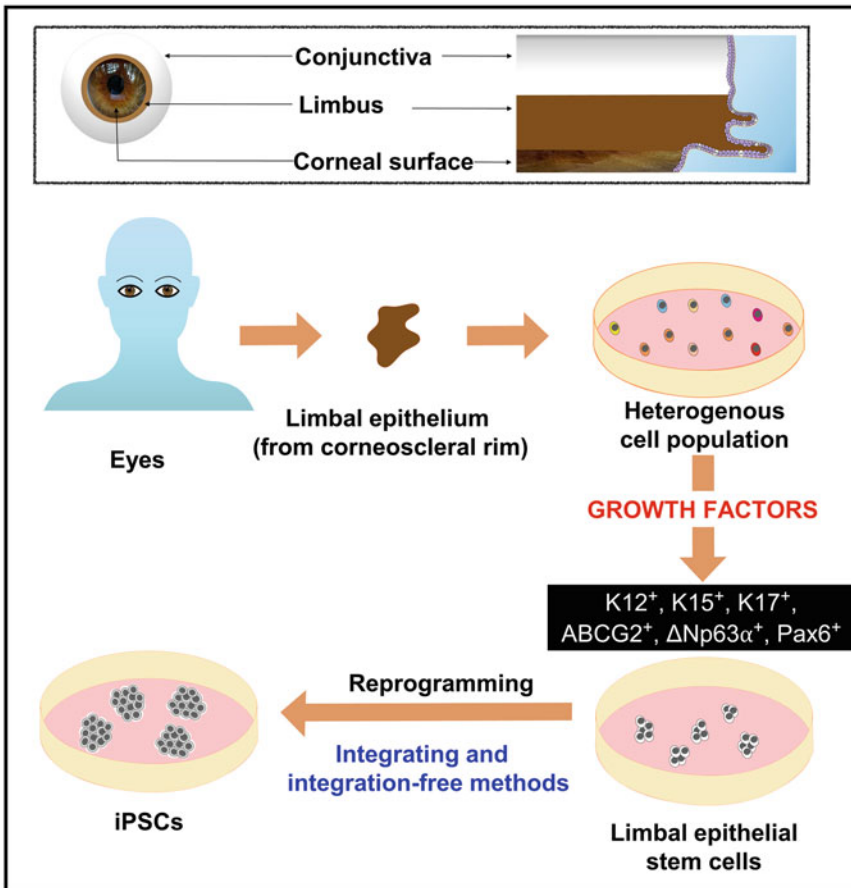 Conjunctiva
Limbus
Corneal surface
Eyes
Limbal epithelium
(from corneoscleral rim)
Heterogenous
cell population
GROWTH FACTORS
K12⁺, K15⁺, K17⁺,
ABCG2⁺, ΔNp63α⁺, Pax6⁺
Reprogramming
Integrating and
integration-free methods
iPSCs
Limbal epithelial
stem cells